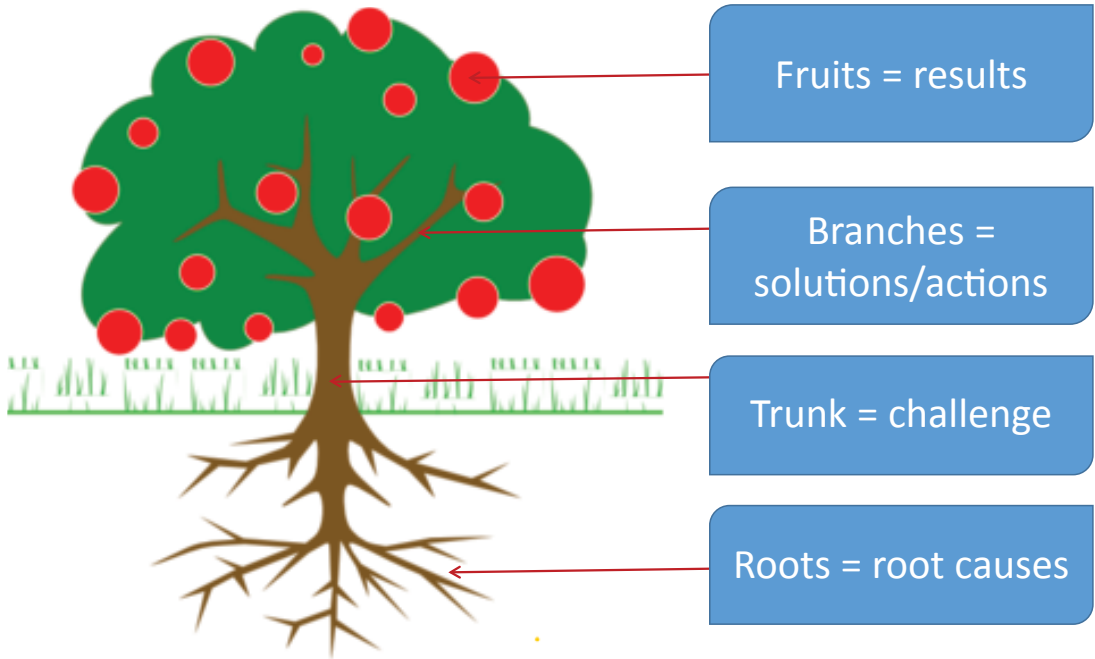 Fruits = results
Branches =
solutions/actions
Trunk = challenge
Roots = root causes